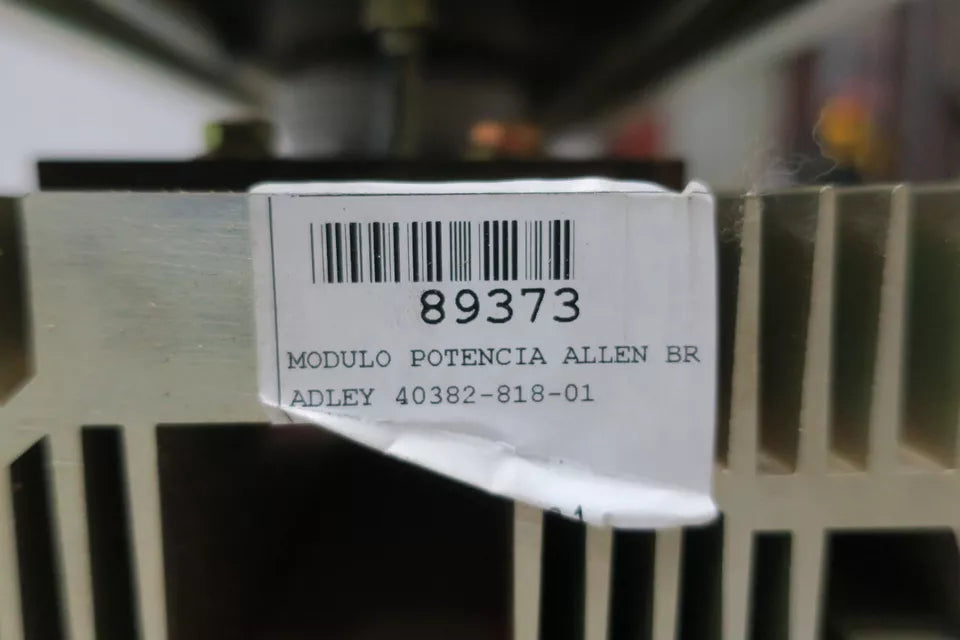 89373
MODULO POTENCIA ALLEN BR
ADLEY 40382-818-01